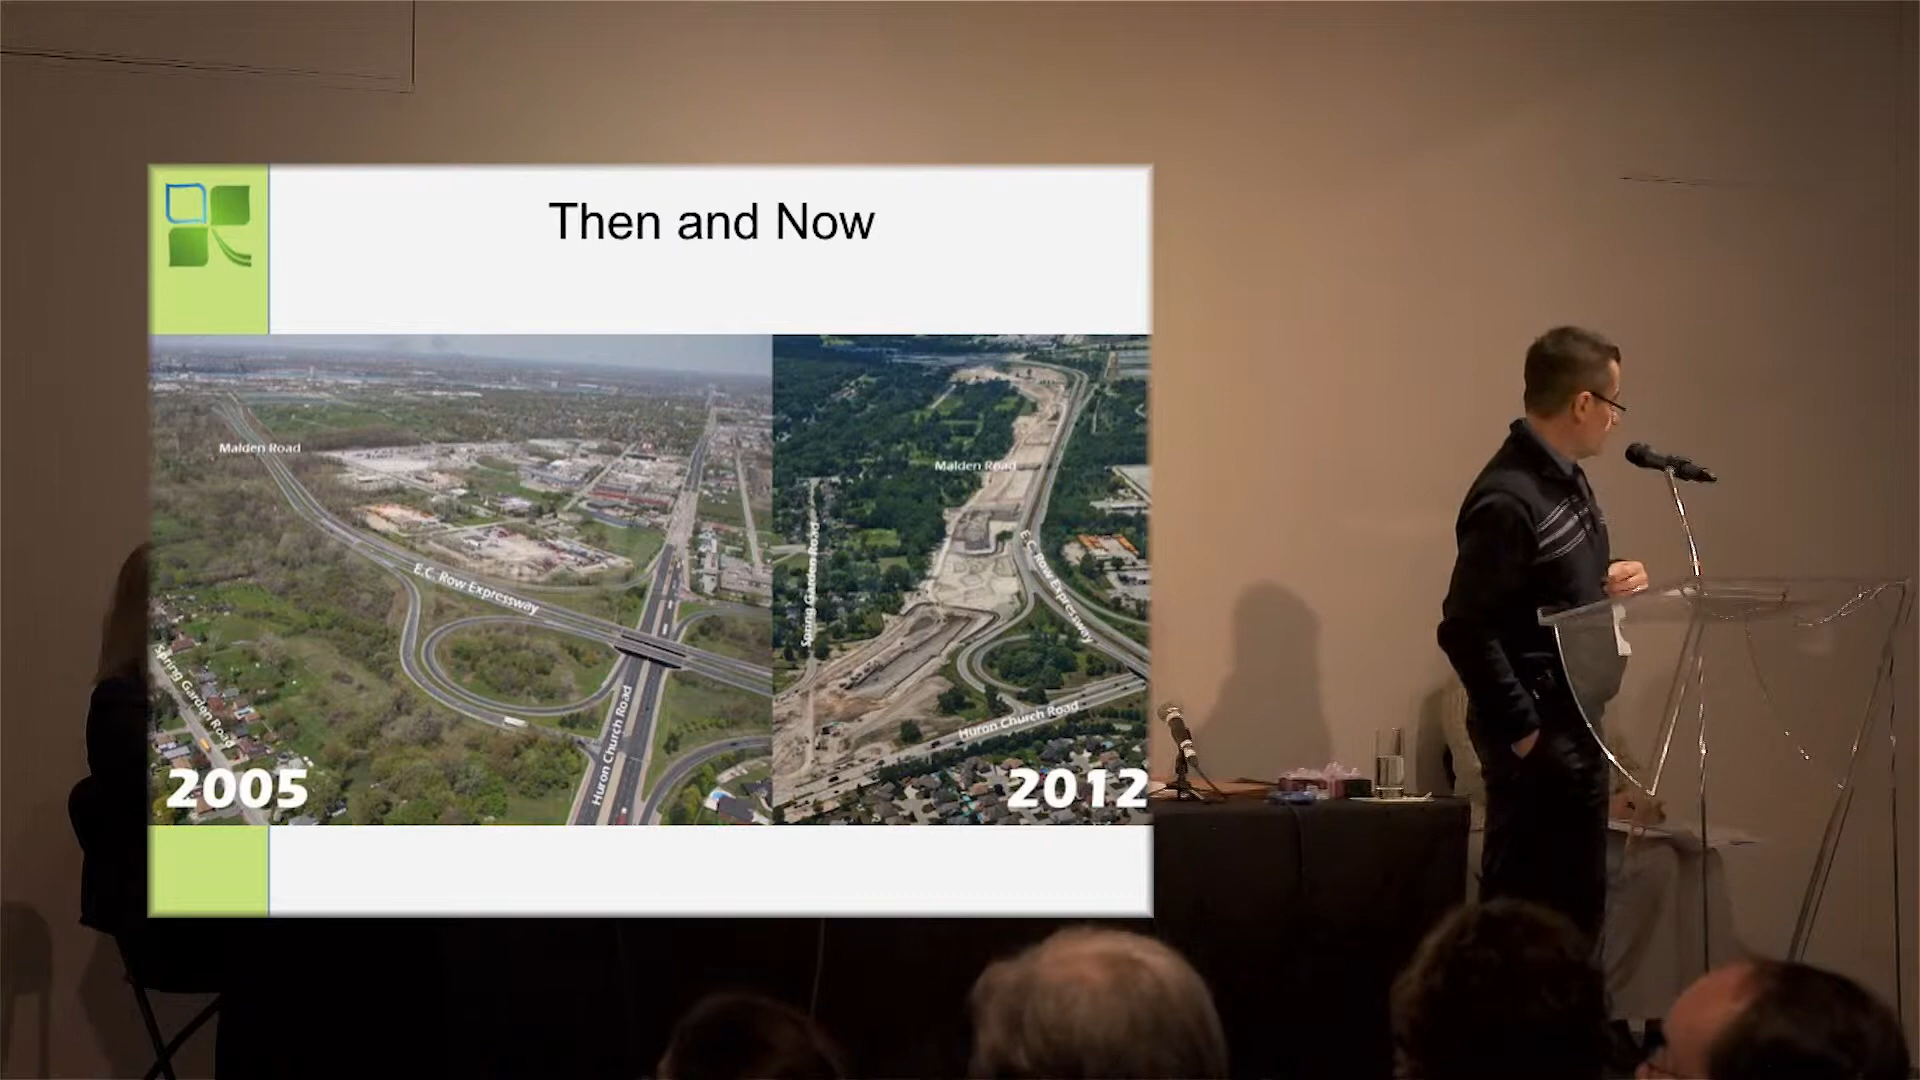 Then and Now
Malden Road
E.C. Row Expressway
Spring Garden Road
Huron Church Road
2005
Malden Road
Spring Garden Road
E.C. Row Expressway
Huron Church Road
2012